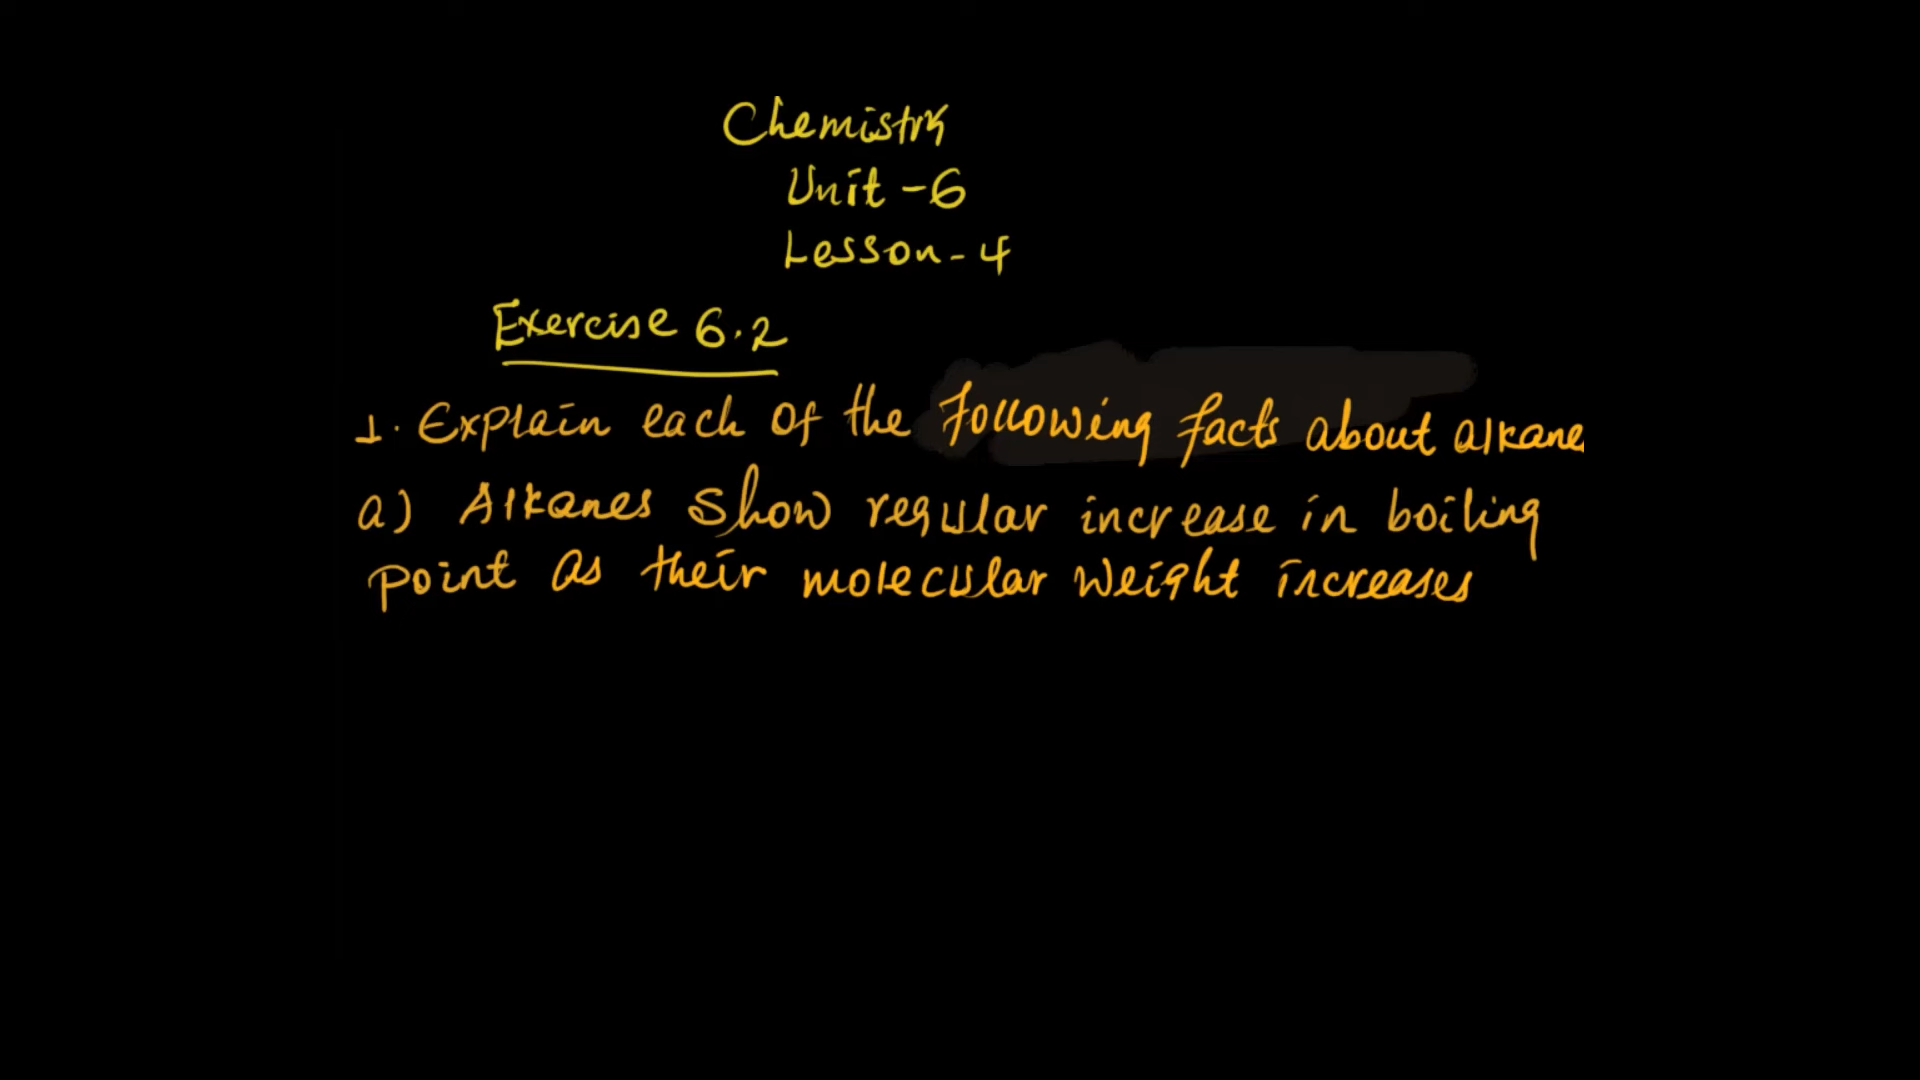 Chemistry
Unit - 6
Lesson - 4
Exercise 6.2
1. Explain each of the following facts about alkane
a) Alkanes show regular increase in boiling
point as their molecular weight increases